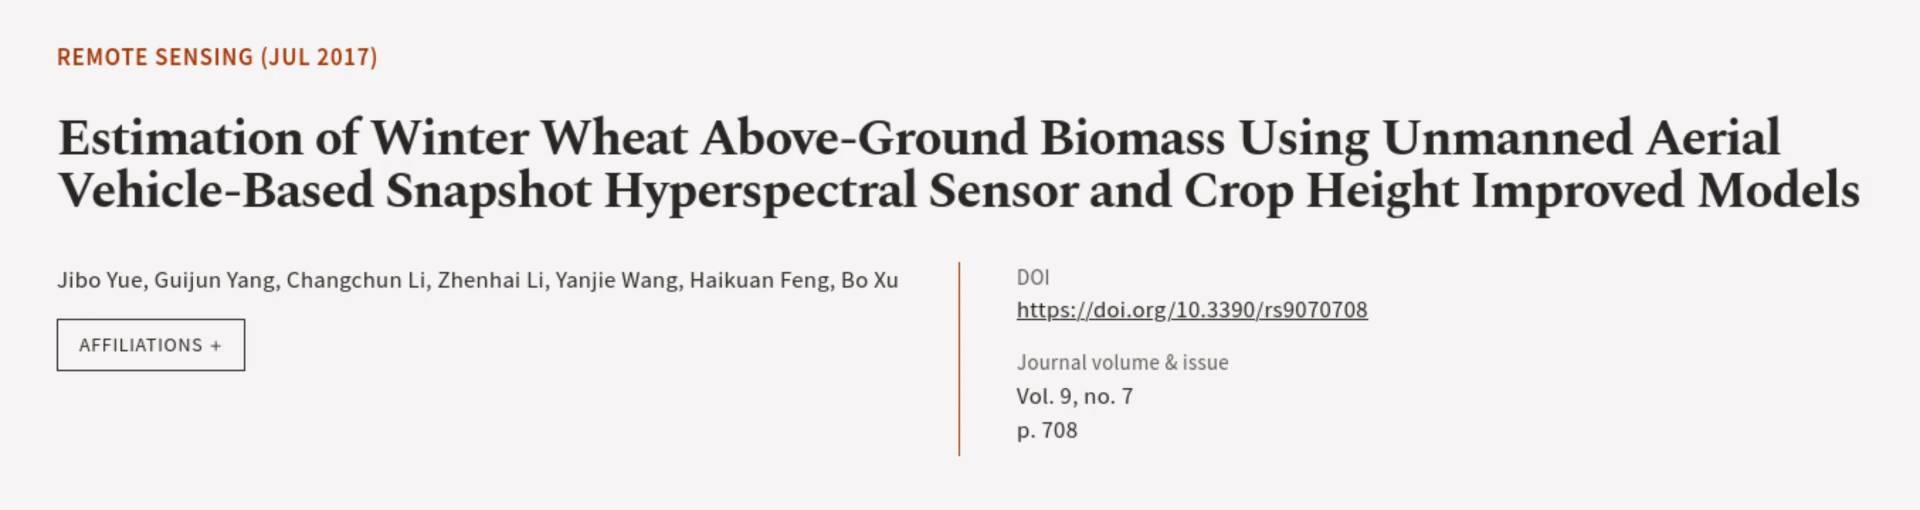 REMOTE SENSING (JUL 2017)
Estimation of Winter Wheat Above-Ground Biomass Using Unmanned Aerial
Vehicle-Based Snapshot Hyperspectral Sensor and Crop Height Improved Models
Jibo Yue, Guijun Yang, Changchun Li, Zhenhai Li, Yanjie Wang, Haikuan Feng, Bo Xu
AFFILIATIONS +
DOI
https://doi.org/10.3390/rs9070708
Journal volume & issue
Vol. 9, no. 7
p. 708